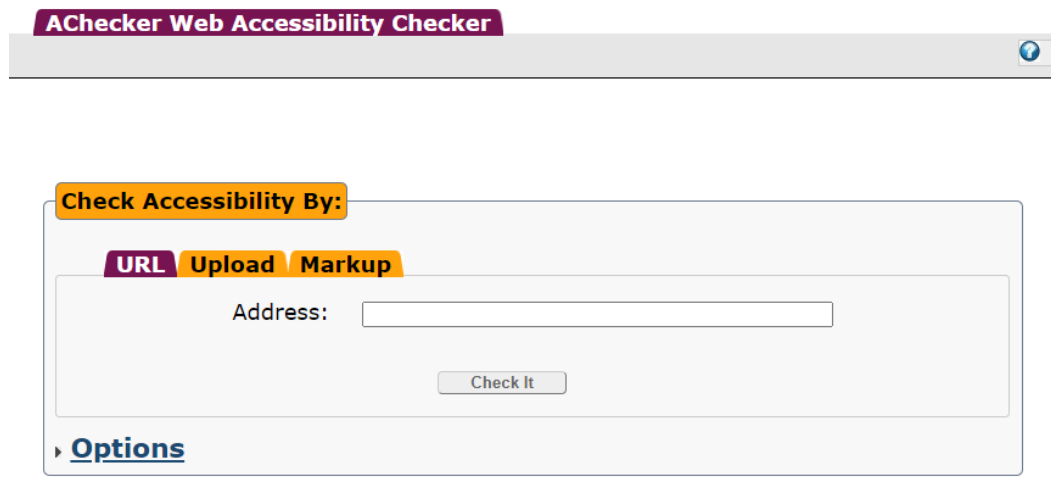 AChecker Web Accessibility Checker
?
Check Accessibility By:
URL Upload Markup
Address:
Check It
Options